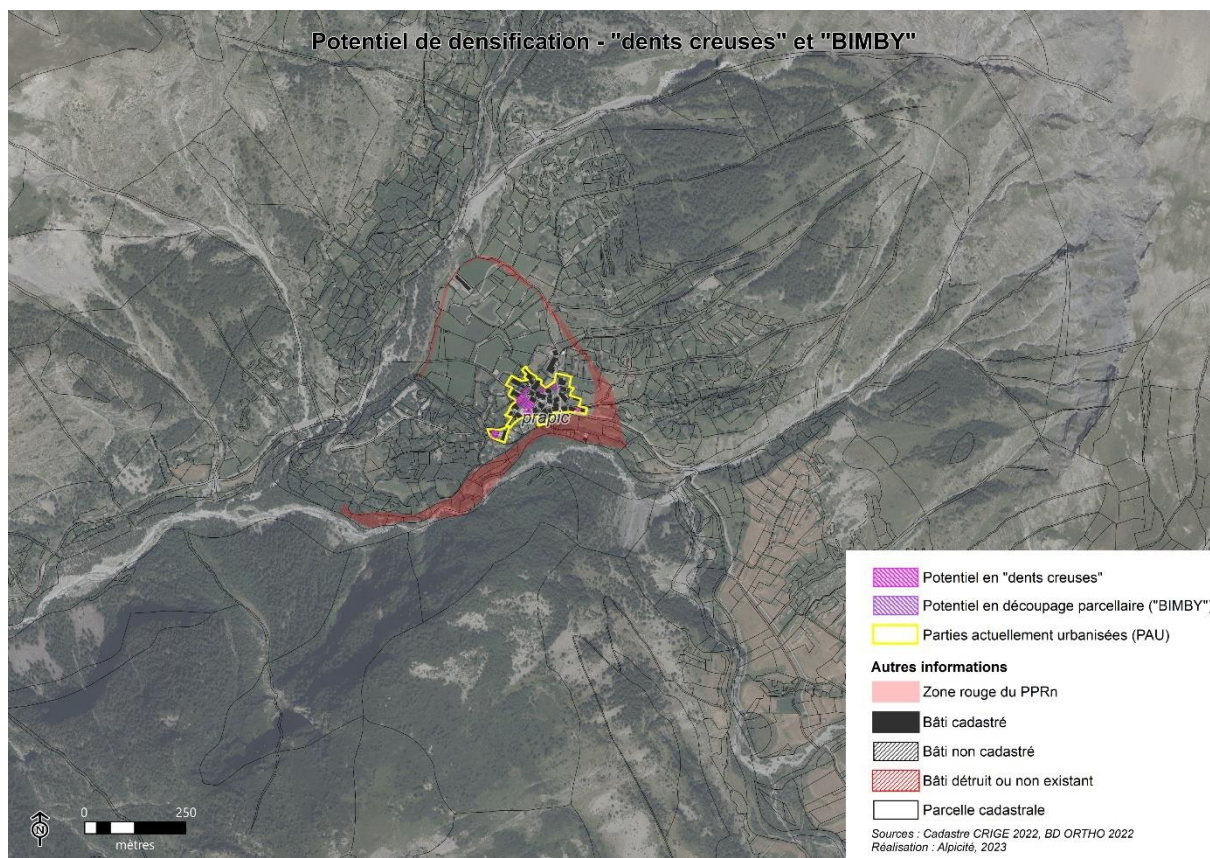 Potentiel de densification - "dents creuses" et "BIMBY"
prapic
Potentiel en "dents creuses"
Potentiel en découpage parcellaire ("BIMBY")
Parties actuellement urbanisées (PAU)
Autres informations
Zone rouge du PPRn
Bâti cadastré
Bâti non cadastré
Bâti détruit ou non existant
Parcelle cadastrale
Sources : Cadastre CRIGE 2022, BD ORTHO 2022
Réalisation : Alpicité, 2023
N
0 250
mètres